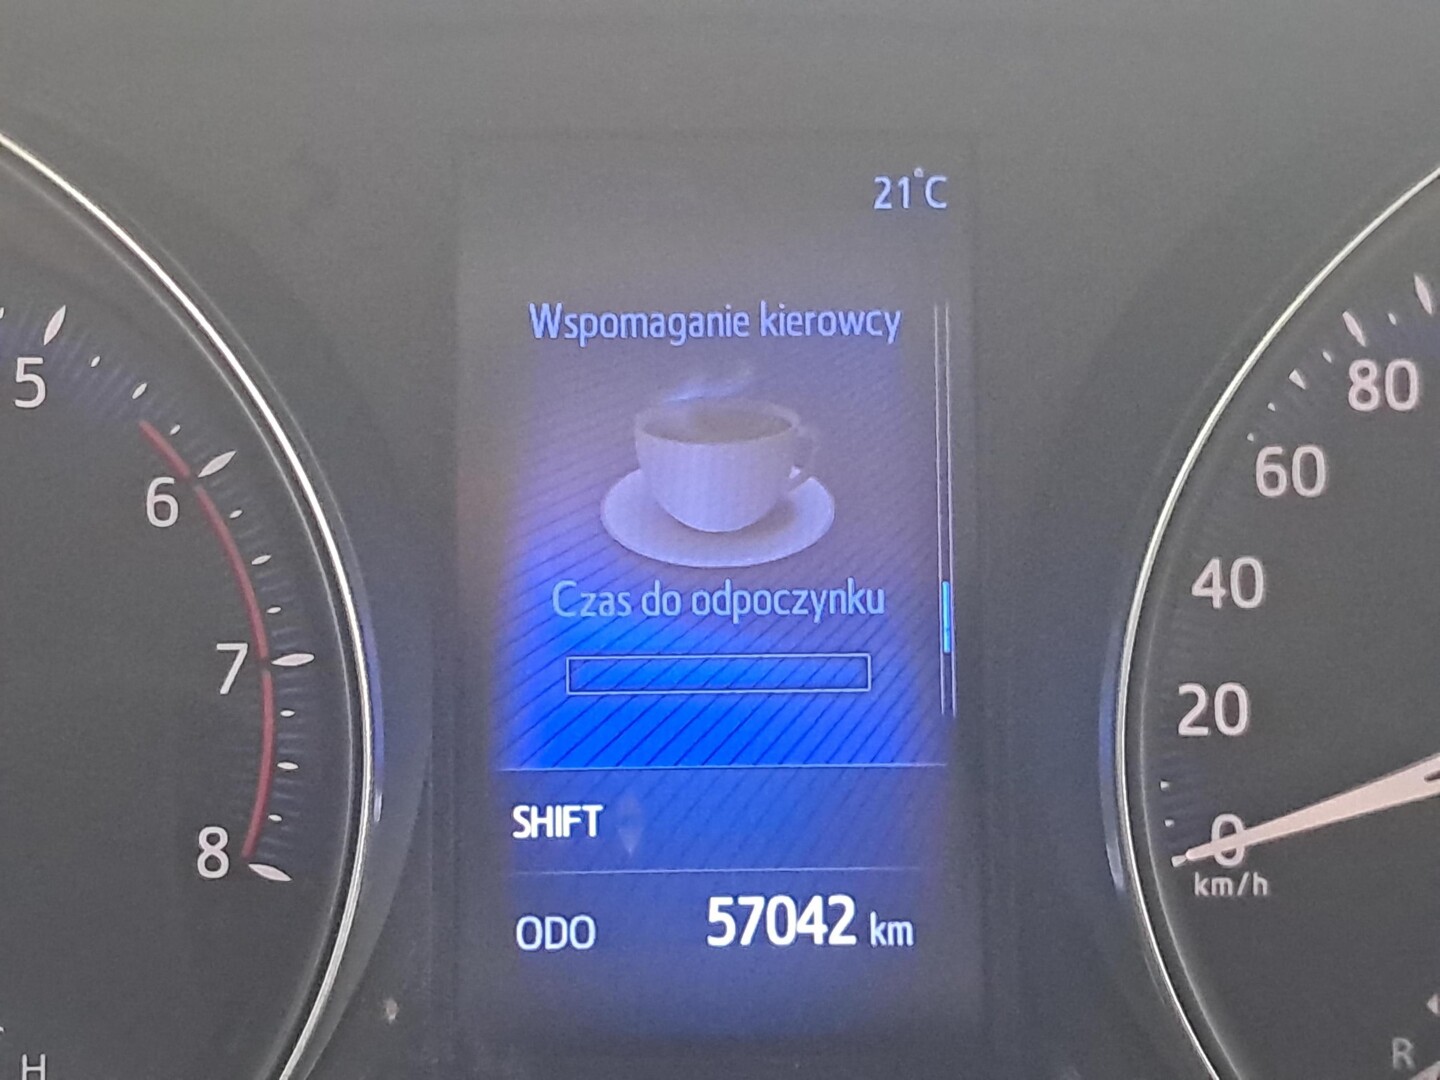 21°C
Wspomaganie kierowcy
Czas do odpoczynku
SHIFT
ODO 57042 km
5
6
7
8
H
80
60
40
20
0
km/h
R